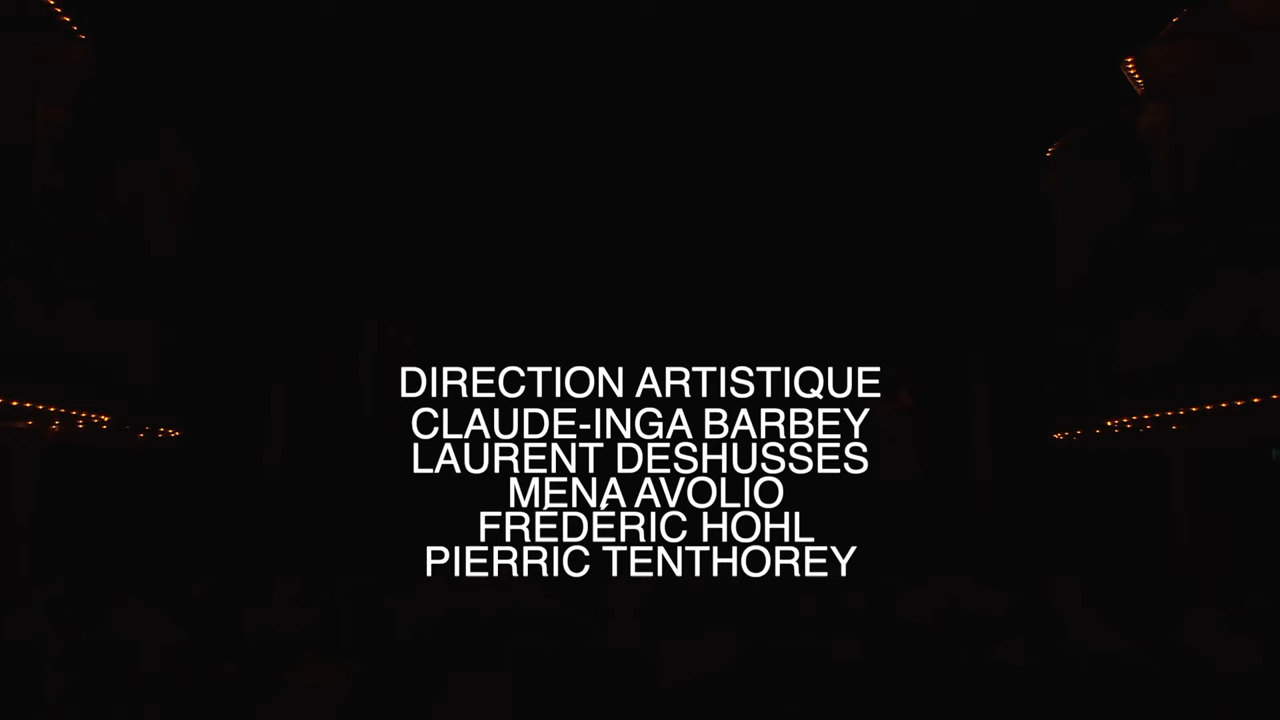 DIRECTION ARTISTIQUE
CLAUDE-INGA BARBEY
LAURENT DESHUSSES
MENA AVOLIO
FRÉDÉRIC HOHL
PIERRIC TENTHOREY